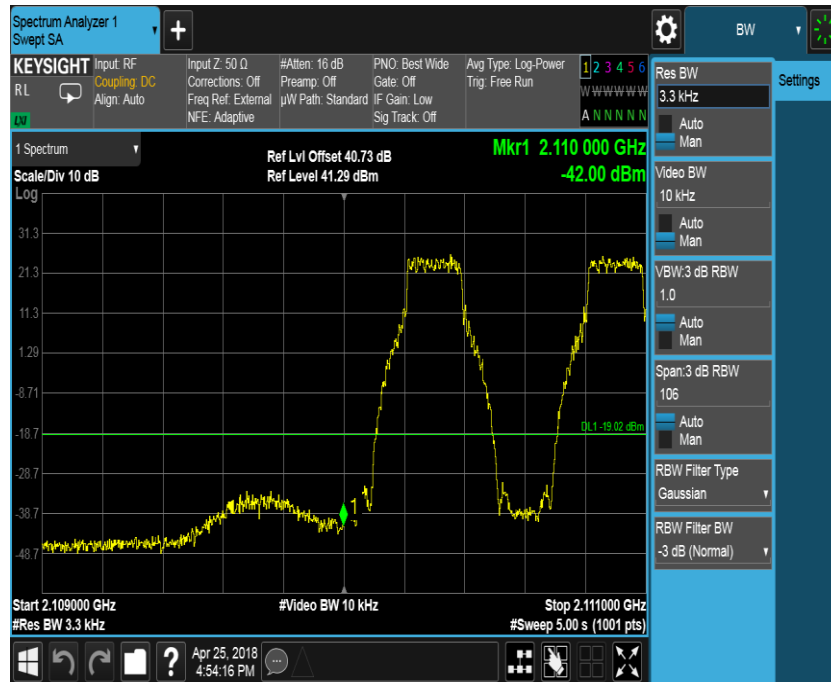 Spectrum Analyzer 1
Swept SA
+
BW
KEYSIGHT
RL
LXI
Input: RF
Coupling: DC
Align: Auto
Input Z: 50 Ω
Corrections: Off
Freq Ref: External
NFE: Adaptive
#Atten: 16 dB
Preamp: Off
µW Path: Standard
PNO: Best Wide
Gate: Off
IF Gain: Low
Sig Track: Off
Avg Type: Log-Power
Trig: Free Run
1 2 3 4 5 6
W W W W W W
A N N N N N
1 Spectrum
Scale/Div 10 dB
Log
Ref Lvl Offset 40.73 dB
Ref Level 41.29 dBm
Mkr1 2.110 000 GHz
-42.00 dBm
31.3
21.3
11.3
1.29
-8.71
-18.7
-28.7
-38.7
-48.7
DL1 -19.02 dBm
1
Start 2.109000 GHz
#Res BW 3.3 kHz
#Video BW 10 kHz
Stop 2.111000 GHz
#Sweep 5.00 s (1001 pts)
Res BW
3.3 kHz
Auto
Man
Video BW
10 kHz
Auto
Man
VBW:3 dB RBW
1.0
Auto
Man
Span:3 dB RBW
106
Auto
Man
RBW Filter Type
Gaussian
RBW Filter BW
-3 dB (Normal)
Settings
?
Apr 25, 2018
4:54:16 PM